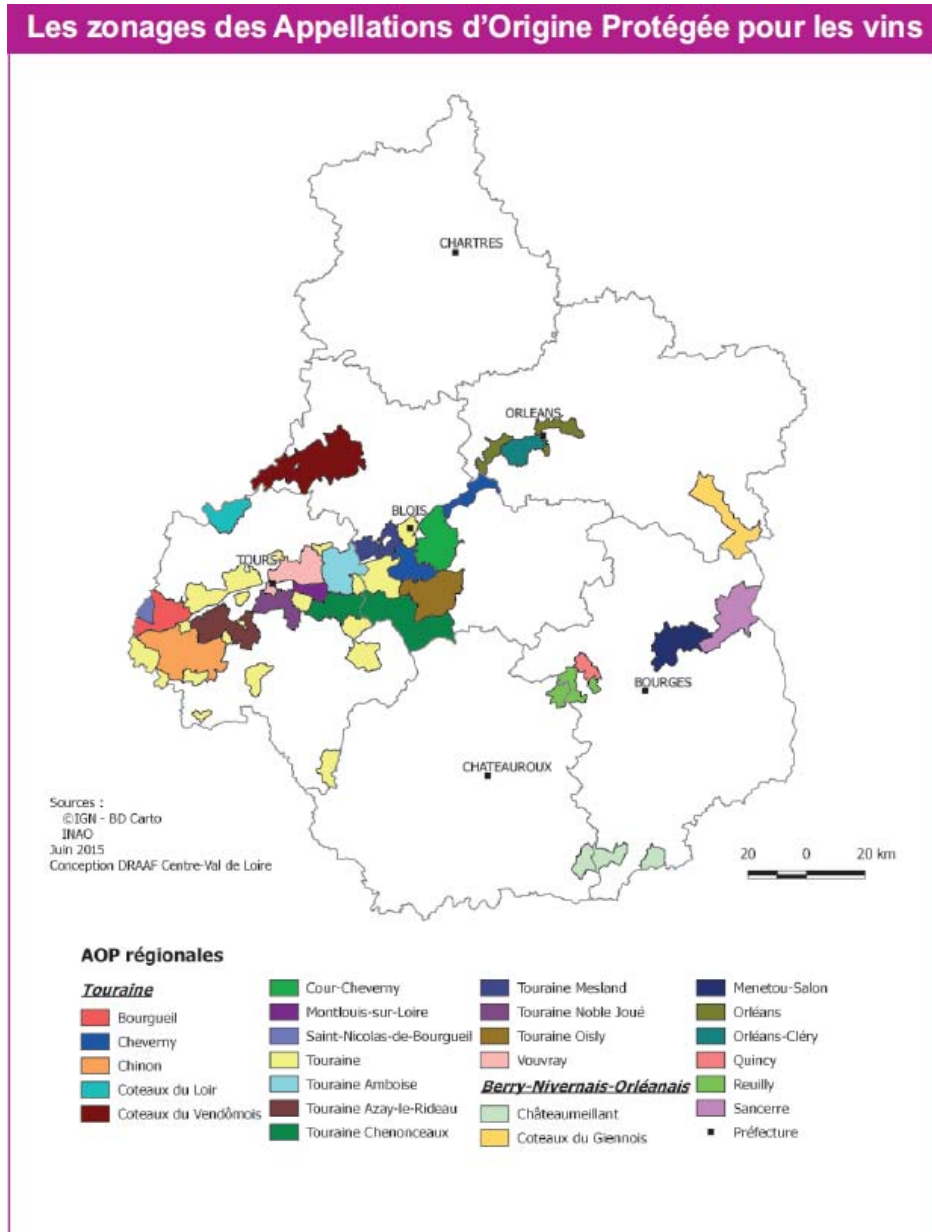 Les zonages des Appellations d'Origine Protégée pour les vins
CHARTRES
ORLEANS
BLOIS
TOURS
BOURGES
CHATEAUROUX
Sources :
©IGN - BD Carto
INAO
Juin 2015
Conception DRAAF Centre-Val de Loire
20 0 20 km
AOP régionales
Touraine
Bourgueil
Cheverny
Chinon
Coteaux du Loir
Coteaux du Vendômois
Cour-Cheverny
Montlouis-sur-Loire
Saint-Nicolas-de-Bourgueil
Touraine
Touraine Amboise
Touraine Azay-le-Rideau
Touraine Chenonceaux
Touraine Mesland
Touraine Noble Joué
Touraine Oisly
Vouvray
Berry-Nivernais-Orléanais
Châteaumeillant
Coteaux du Giennois
Menetou-Salon
Orléans
Orléans-Cléry
Quincy
Reuilly
Sancerre
Préfecture